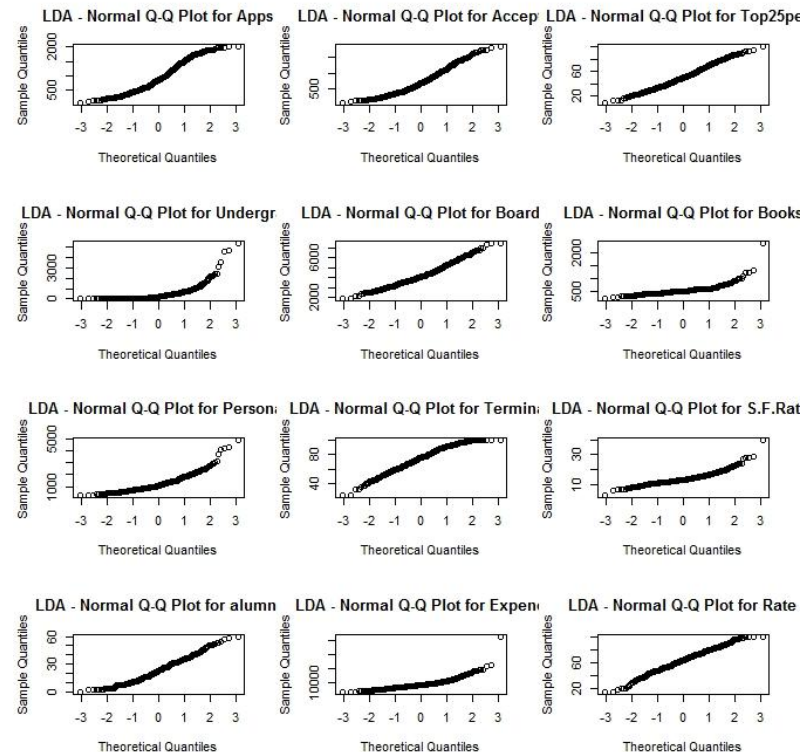 LDA - Normal Q-Q Plot for Apps
Sample Quantiles
500
2000
-3 -2 -1 0 1 2 3
Theoretical Quantiles
LDA - Normal Q-Q Plot for Accep
Sample Quantiles
500
-3 -2 -1 0 1 2 3
Theoretical Quantiles
LDA - Normal Q-Q Plot for Top25pe
Sample Quantiles
20
60
-3 -2 -1 0 1 2 3
Theoretical Quantiles
LDA - Normal Q-Q Plot for Undergr
Sample Quantiles
0
3000
-3 -2 -1 0 1 2 3
Theoretical Quantiles
LDA - Normal Q-Q Plot for Board
Sample Quantiles
2000
6000
-3 -2 -1 0 1 2 3
Theoretical Quantiles
LDA - Normal Q-Q Plot for Books
Sample Quantiles
500
2000
-3 -2 -1 0 1 2 3
Theoretical Quantiles
LDA - Normal Q-Q Plot for Persona
Sample Quantiles
1000
5000
-3 -2 -1 0 1 2 3
Theoretical Quantiles
LDA - Normal Q-Q Plot for Termina
Sample Quantiles
40
80
-3 -2 -1 0 1 2 3
Theoretical Quantiles
LDA - Normal Q-Q Plot for S.F.Rat
Sample Quantiles
10
30
-3 -2 -1 0 1 2 3
Theoretical Quantiles
LDA - Normal Q-Q Plot for alumn
Sample Quantiles
0
30
60
-3 -2 -1 0 1 2 3
Theoretical Quantiles
LDA - Normal Q-Q Plot for Expen
Sample Quantiles
10000
-3 -2 -1 0 1 2 3
Theoretical Quantiles
LDA - Normal Q-Q Plot for Rate
Sample Quantiles
20
60
-3 -2 -1 0 1 2 3
Theoretical Quantiles